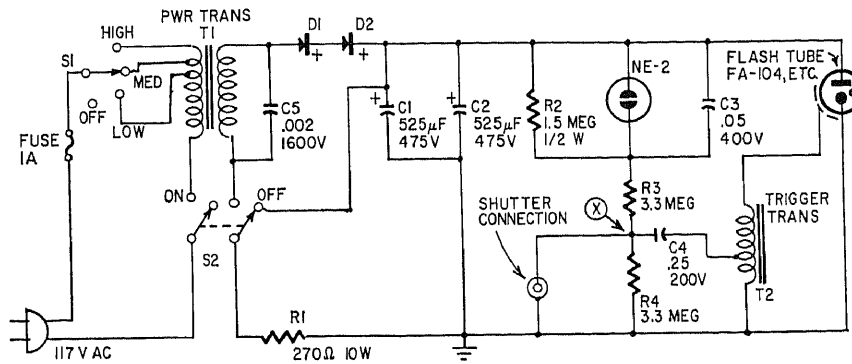 PWR TRANS
T1
HIGH
S1
MED
OFF
LOW
FUSE
1A
D1
D2
+
+
C5
.002
1600V
+
C1
525µF
475V
+
C2
525µF
475V
R2
1.5 MEG
1/2 W
NE-2
C3
.05
400V
FLASH TUBE
FA-104, ETC
ON
OFF
S2
SHUTTER
CONNECTION
X
R3
3.3 MEG
C4
.25
200V
R4
3.3 MEG
TRIGGER
TRANS
T2
R1
270Ω 10W
117V AC